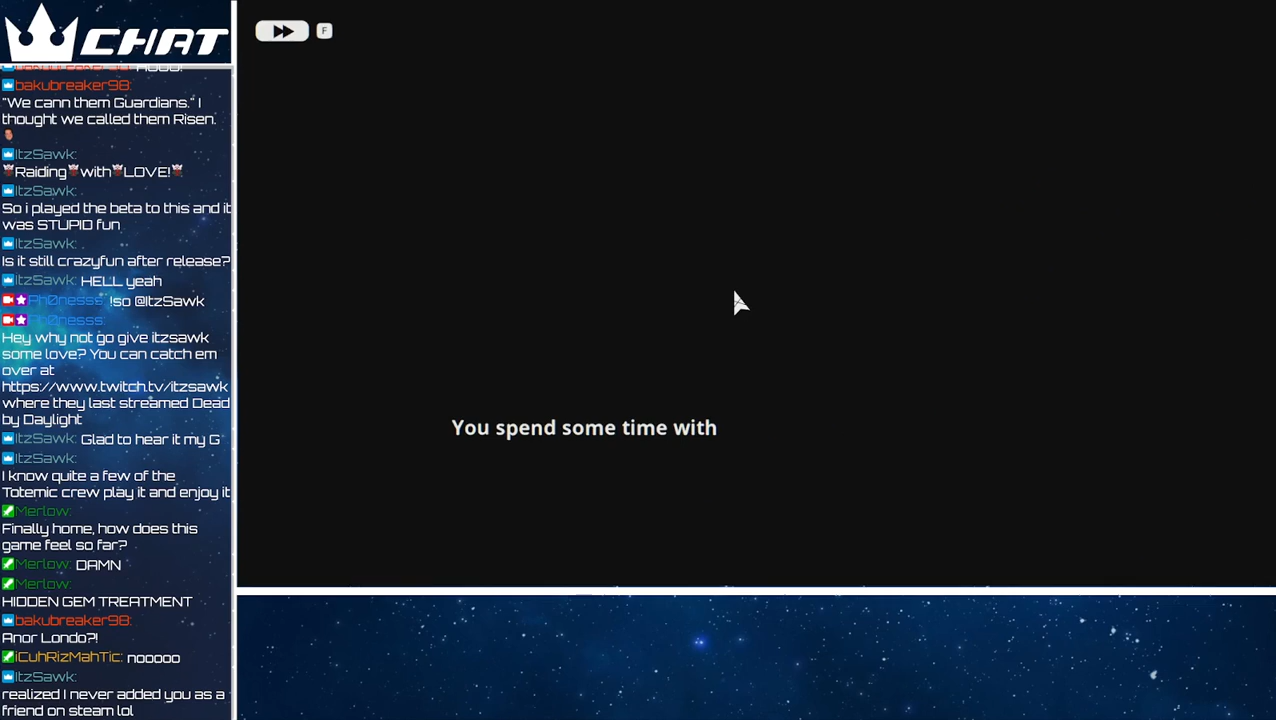 CHAT
F
bakubreaker98:
"We cann them Guardians." I
thought we called them Risen.
ItzSawk:
Raiding with LOVE!
ItzSawk:
So i played the beta to this and it
was STUPID fun
ItzSawk:
Is it still crazyfun after release?
ItzSawk: HELL yeah
Ph0nesss: !so @ItzSawk
Ph0nesss:
Hey why not go give itzsawk
some love? You can catch em
over at
https://www.twitch.tv/itzsawk
where they last streamed Dead
by Daylight
ItzSawk: Glad to hear it my G
ItzSawk:
I know quite a few of the
Totemic crew play it and enjoy it
Merlow:
Finally home, how does this
game feel so far?
Merlow: DAMN
Merlow:
HIDDEN GEM TREATMENT
bakubreaker98:
Anor Londo?!
iCuhRizMahTic: nooooo
ItzSawk:
realized I never added you as a
friend on steam lol
You spend some time with